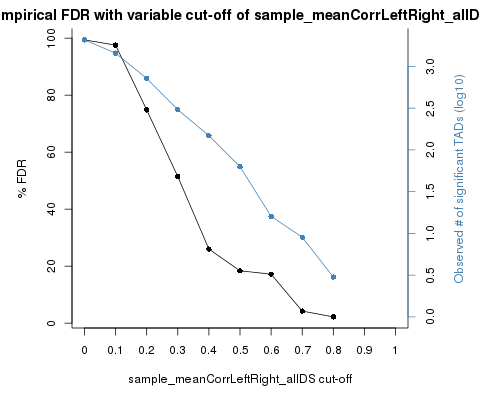 mpirical FDR with variable cut-off of sample_meanCorrLeftRight_allD
% FDR
100
80
60
40
20
0
3.0
2.5
2.0
1.5
1.0
0.5
0.0
Observed # of significant TADs (log10)
0 0.1 0.2 0.3 0.4 0.5 0.6 0.7 0.8 0.9 1
sample_meanCorrLeftRight_allDS cut-off